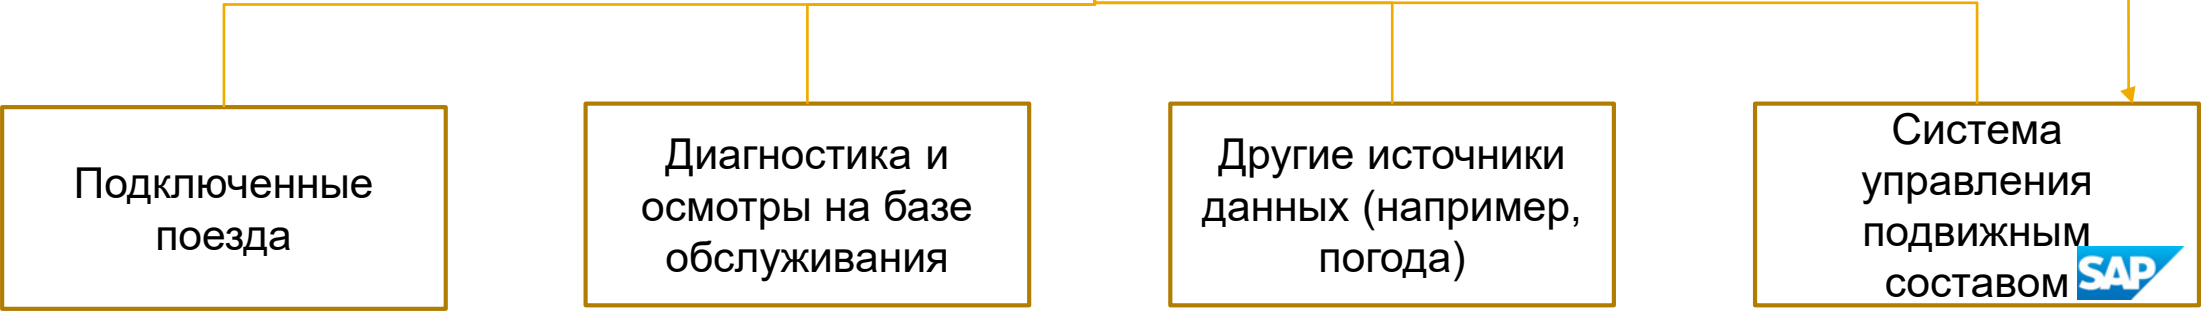 Подключенные
поезда
Диагностика и
осмотры на базе
обслуживания
Другие источники
данных (например,
погода)
Система
управления
подвижным
составом
SAP